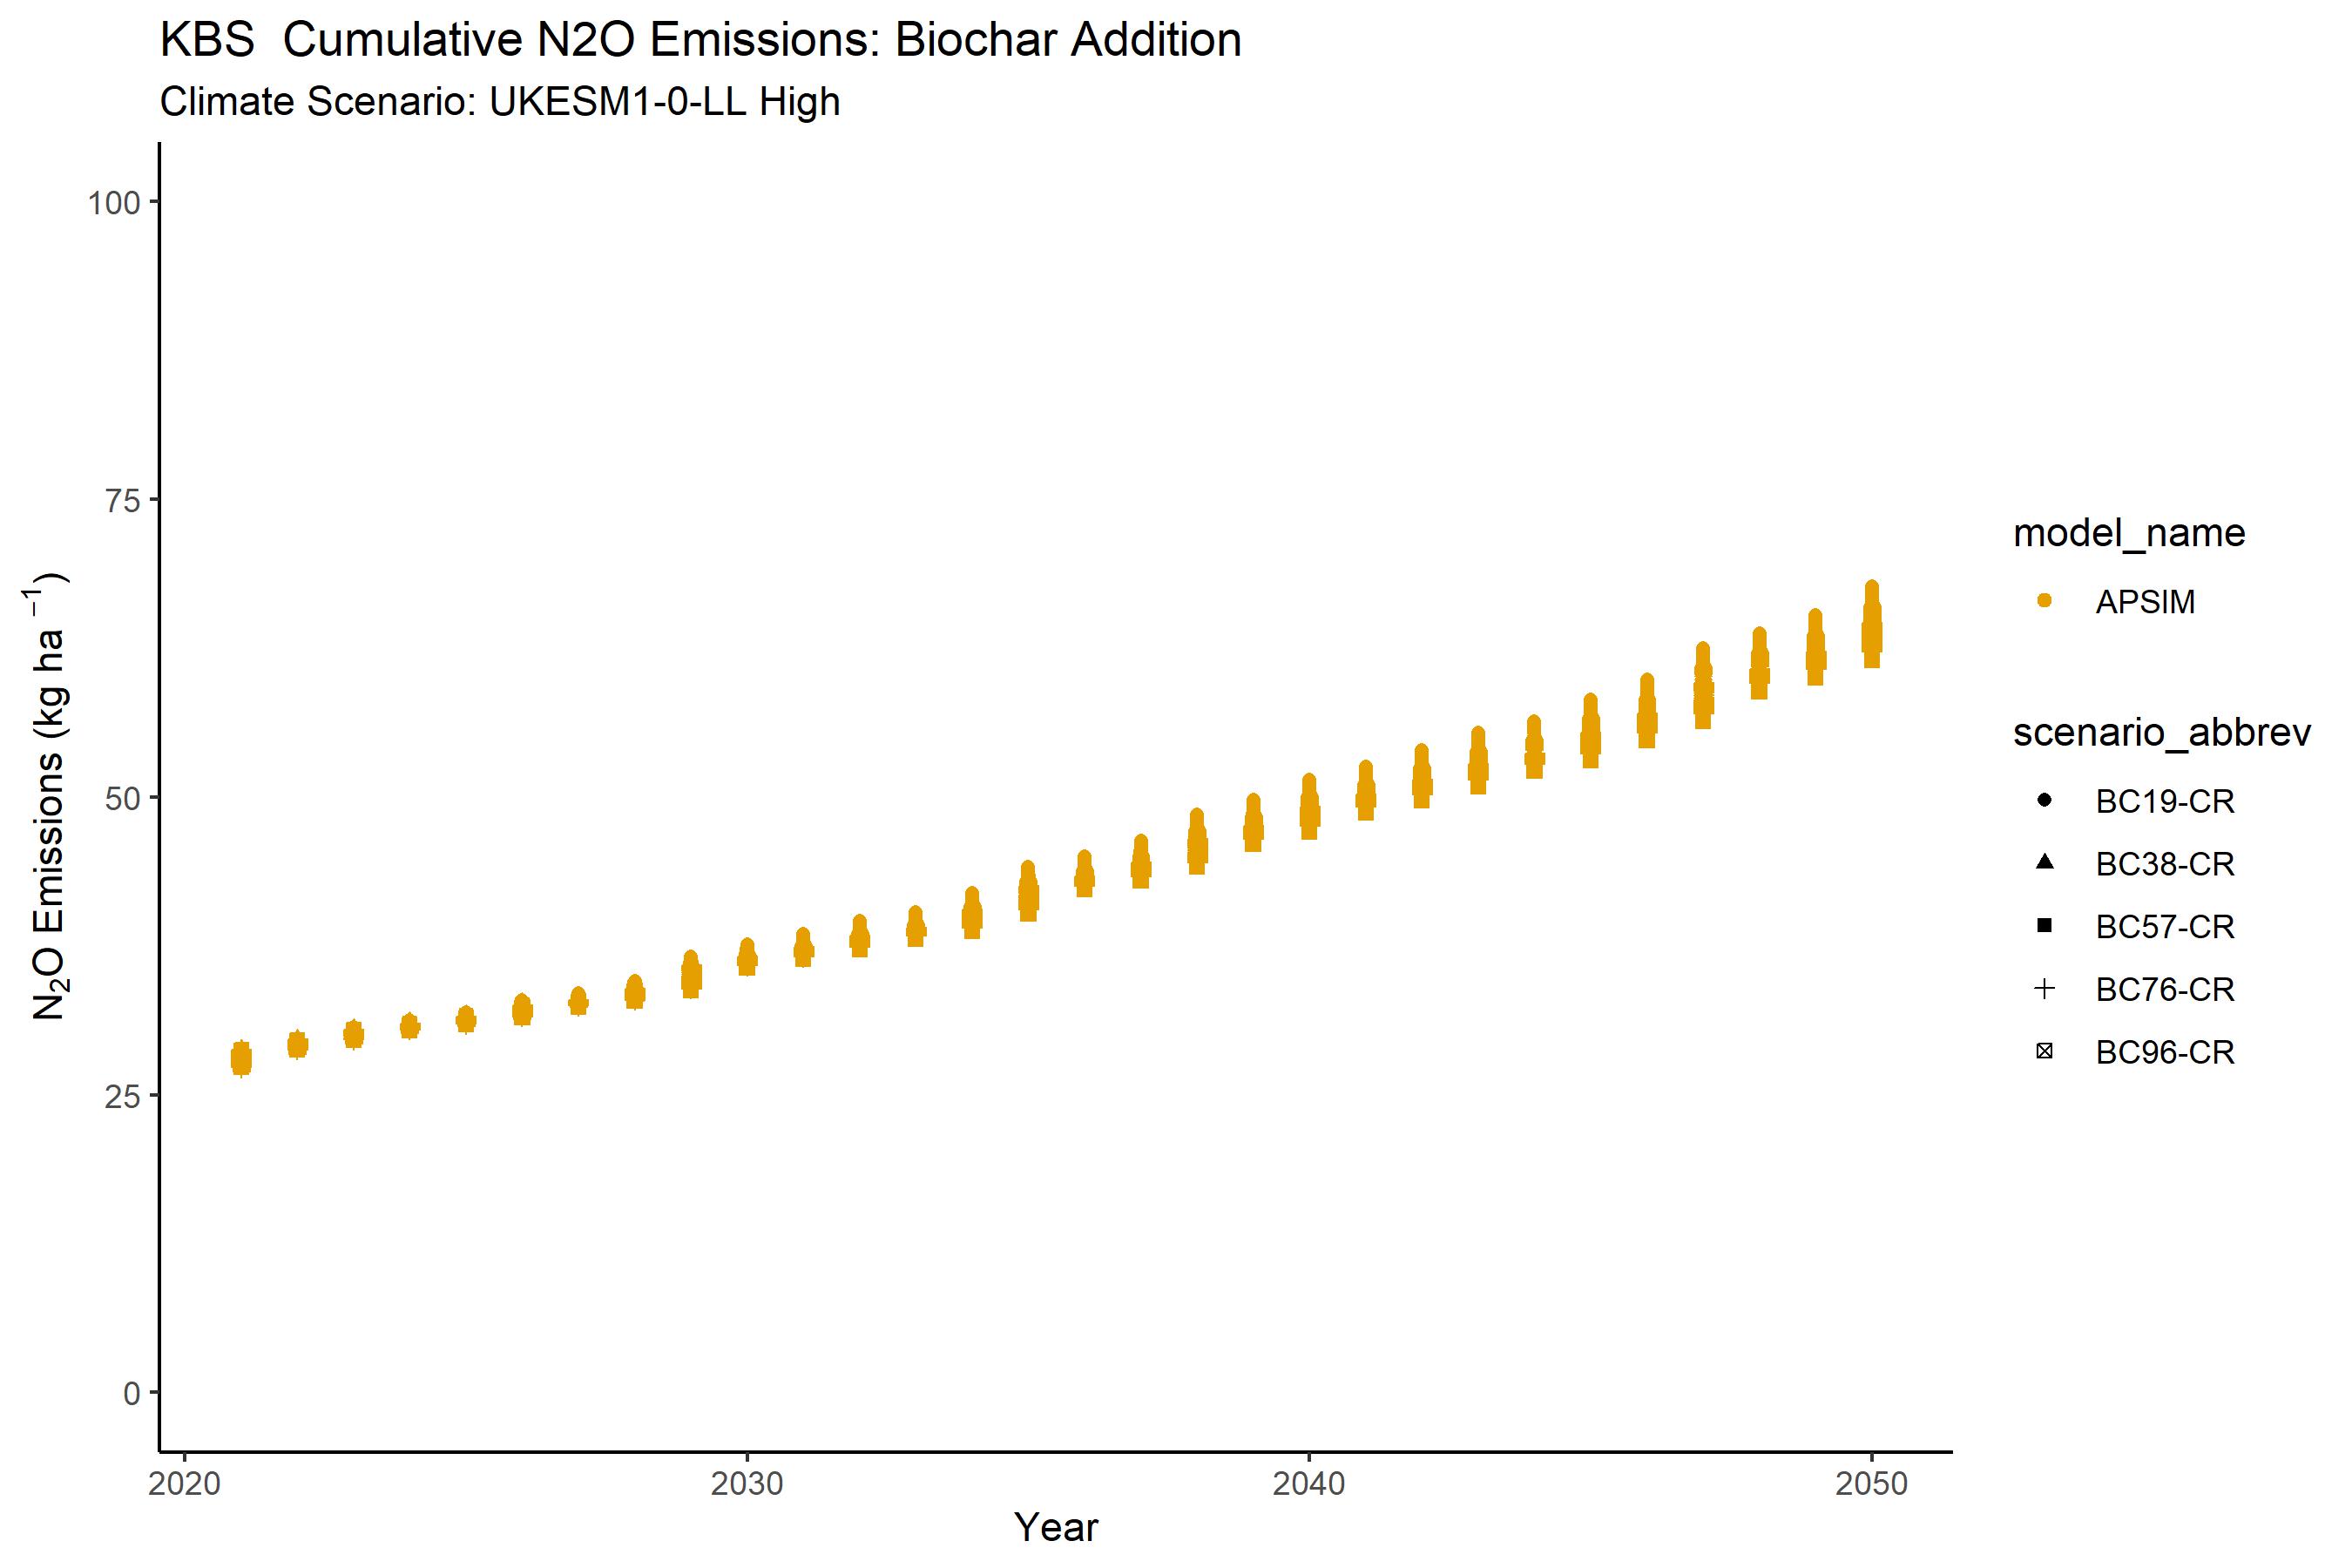 KBS  Cumulative N2O Emissions: Biochar Addition
Climate Scenario: UKESM1-0-LL High
N₂O Emissions (kg ha ⁻¹)
100
75
50
25
0
2020
2030
2040
2050
Year
model_name
APSIM
scenario_abbrev
BC19-CR
BC38-CR
BC57-CR
BC76-CR
BC96-CR